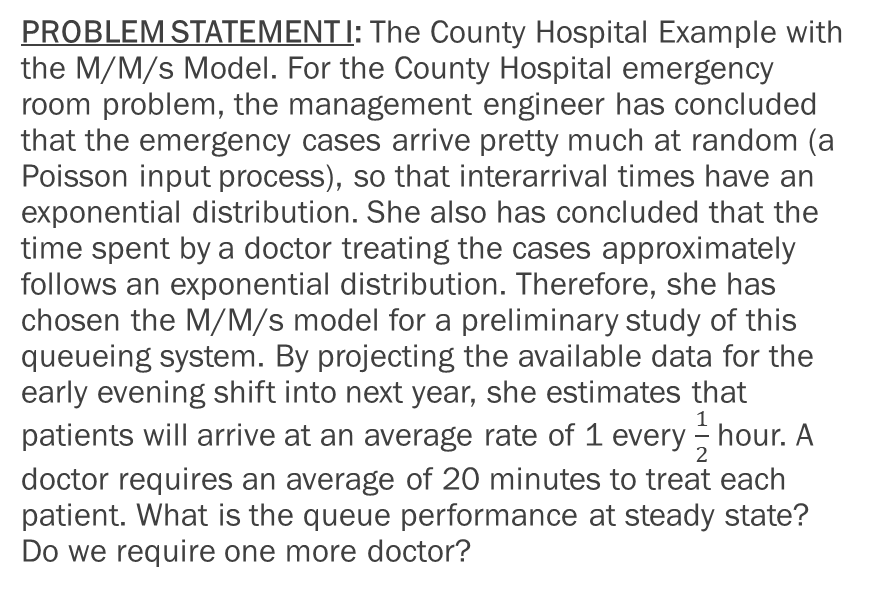 PROBLEM STATEMENT I: The County Hospital Example with
the M/M/s Model. For the County Hospital emergency
room problem, the management engineer has concluded
that the emergency cases arrive pretty much at random (a
Poisson input process), so that interarrival times have an
exponential distribution. She also has concluded that the
time spent by a doctor treating the cases approximately
follows an exponential distribution. Therefore, she has
chosen the M/M/s model for a preliminary study of this
queueing system. By projecting the available data for the
early evening shift into next year, she estimates that
patients will arrive at an average rate of 1 every 1/2 hour. A
doctor requires an average of 20 minutes to treat each
patient. What is the queue performance at steady state?
Do we require one more doctor?